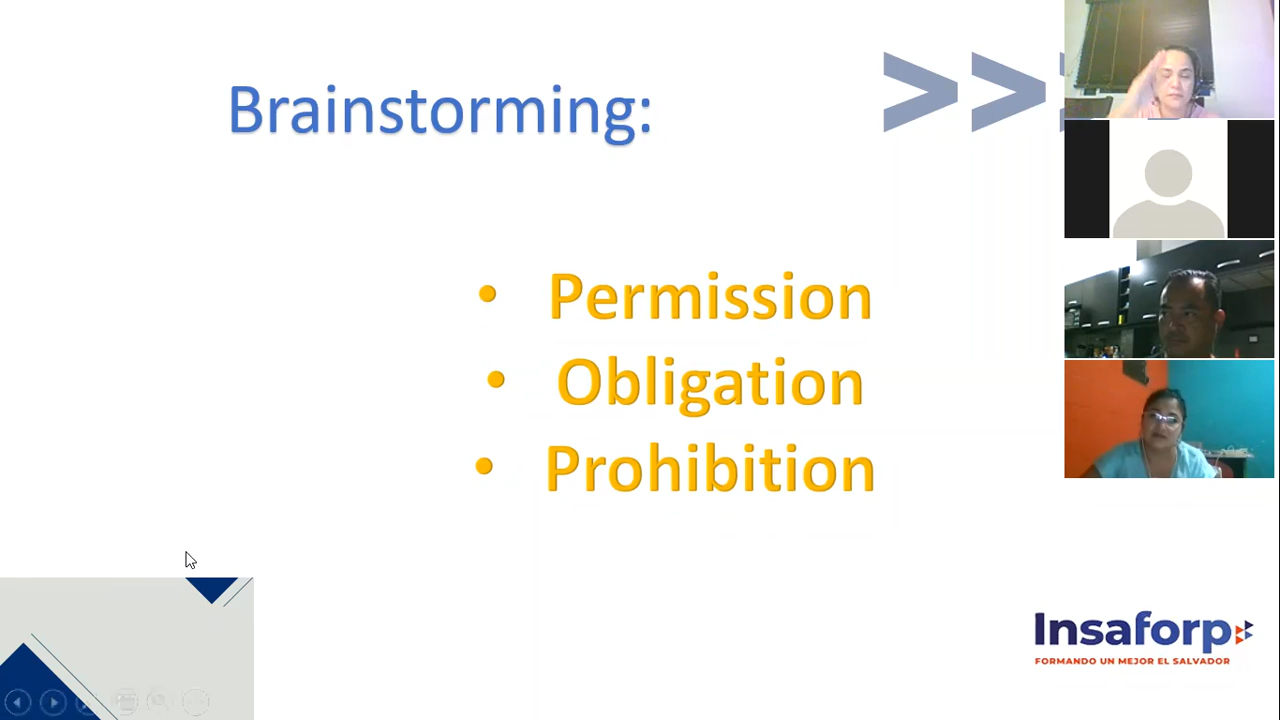 Brainstorming:
>>
• Permission
• Obligation
• Prohibition
Insaforp
FORMANDO UN MEJOR EL SALVADOR